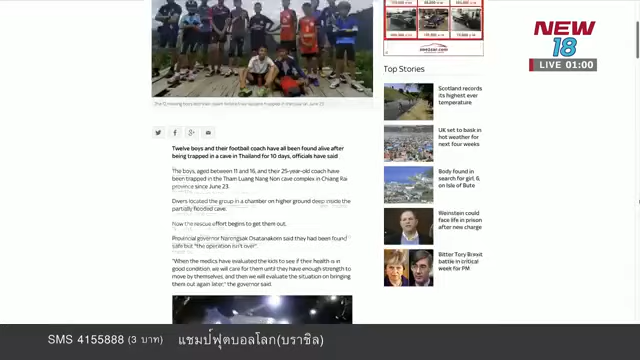 NEW
18
LIVE 01:00
Top Stories
Scotland records
its highest ever
temperature
UK set to bask in
hot weather for
next four weeks
Body found in
search for girl, 6,
on Isle of Bute
Weinstein could
face life in prison
after new charge
Bitter Tory Brexit
battle in critical
week for PM
Twelve boys and their football coach have all been found alive after
being trapped in a cave in Thailand for 10 days, officials have said
The boys, aged between 11 and 16, and their 25-year-old coach have
been trapped in the Tham Luang Nang Non cave complex in Chiang Rai
province since June 23.
Divers located the group in a chamber on higher ground deep inside the
partially flooded cave.
Now the rescue effort begins to get them out.
Provincial governor Narongsak Osatanakorn said they had been found
safe but "the operation isn't over".
"When the medics have evaluated the kids to see if their health is in
good condition, we will care for them until they have enough strength to
move by themselves, and then we will evaluate the situation on bringing
them out again later," the governor said.
SMS 4155888 (3 บาท) แชมป์ฟุตบอลโลก(บราซิล)